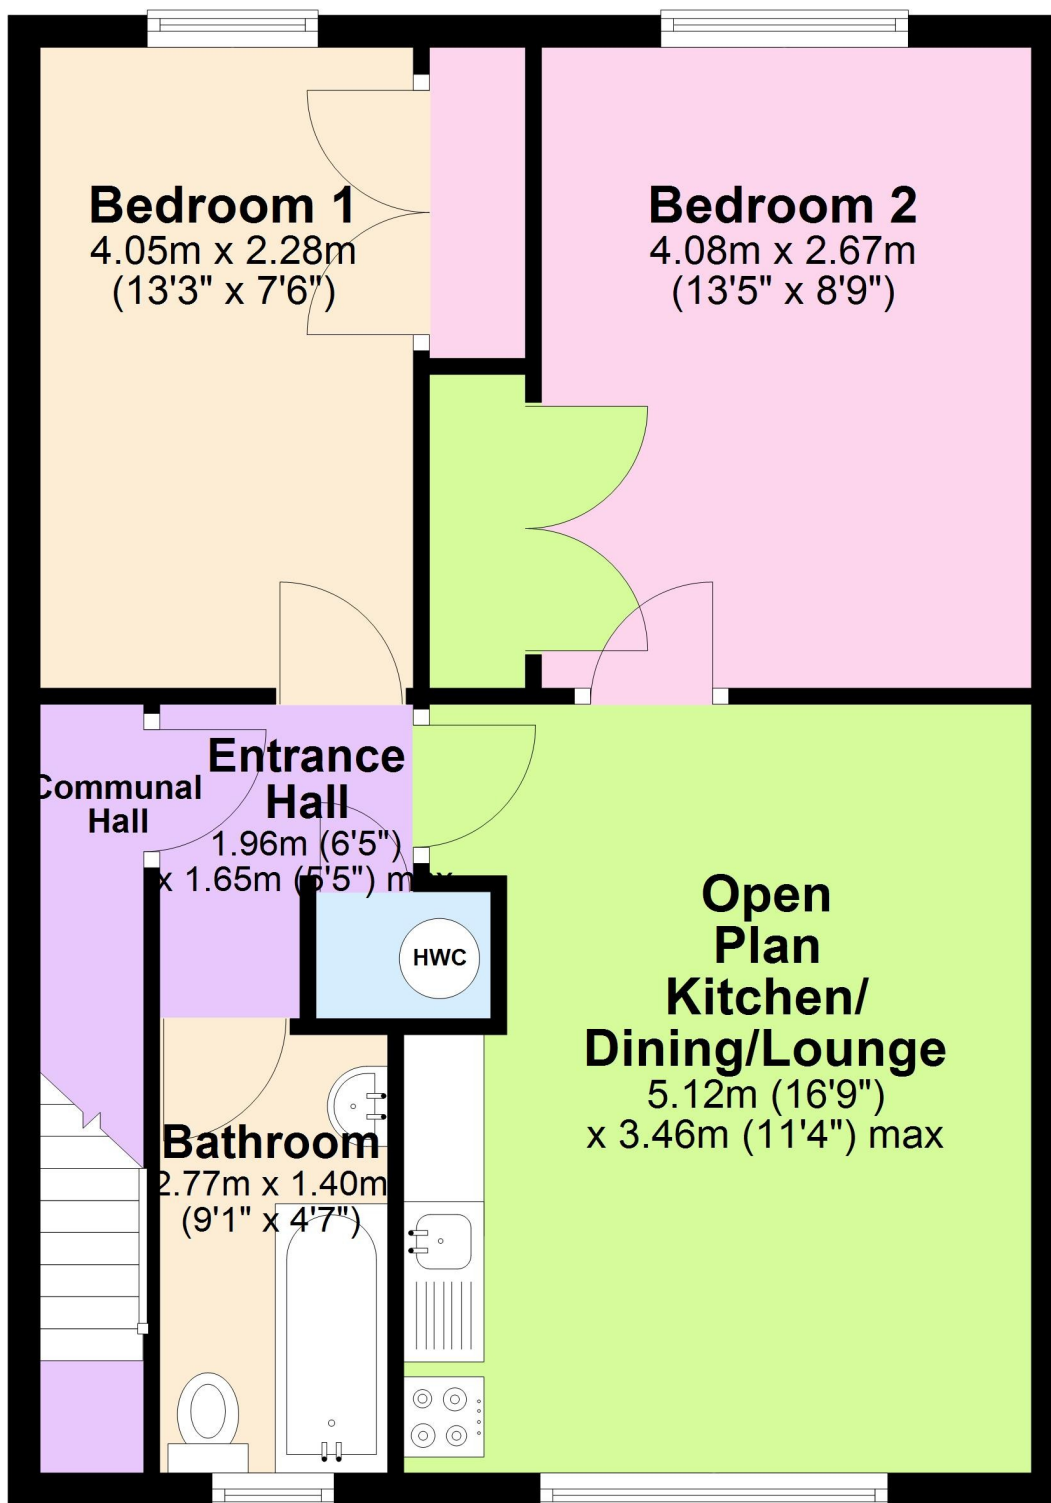 Bedroom 1
4.05m x 2.28m
(13'3" x 7'6")
Bedroom 2
4.08m x 2.67m
(13'5" x 8'9")
Communal
Hall
Entrance
Hall
1.96m (6'5")
x 1.65m (5'5") max
HWC
Open
Plan
Kitchen/
Dining/Lounge
5.12m (16'9")
x 3.46m (11'4") max
Bathroom
2.77m x 1.40m
(9'1" x 4'7")